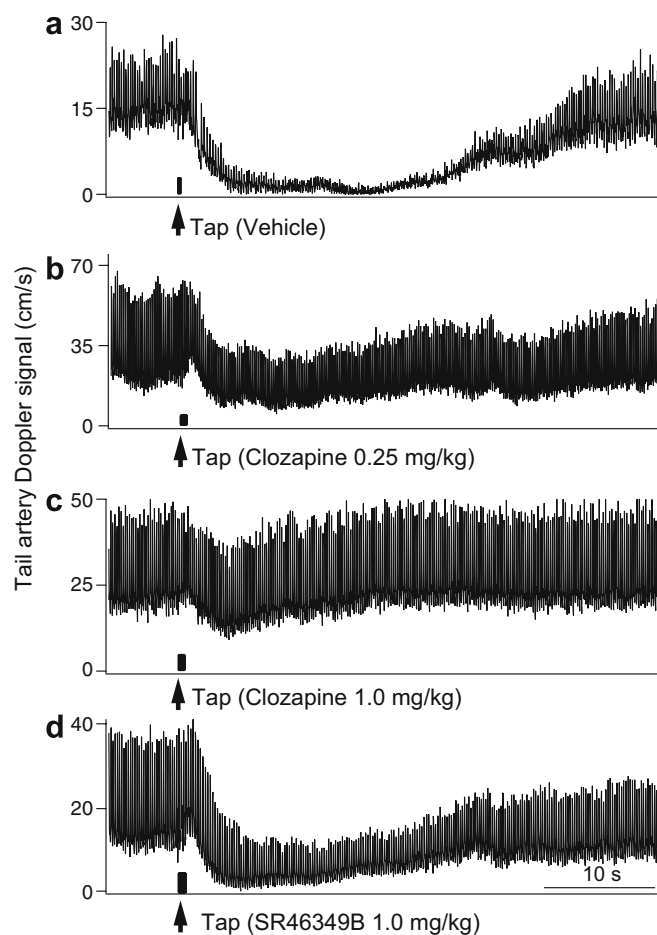 Tail artery Doppler signal (cm/s)
a
30
15
0
Tap (Vehicle)
b
70
35
0
Tap (Clozapine 0.25 mg/kg)
c
50
25
0
Tap (Clozapine 1.0 mg/kg)
d
40
20
0
10 s
Tap (SR46349B 1.0 mg/kg)